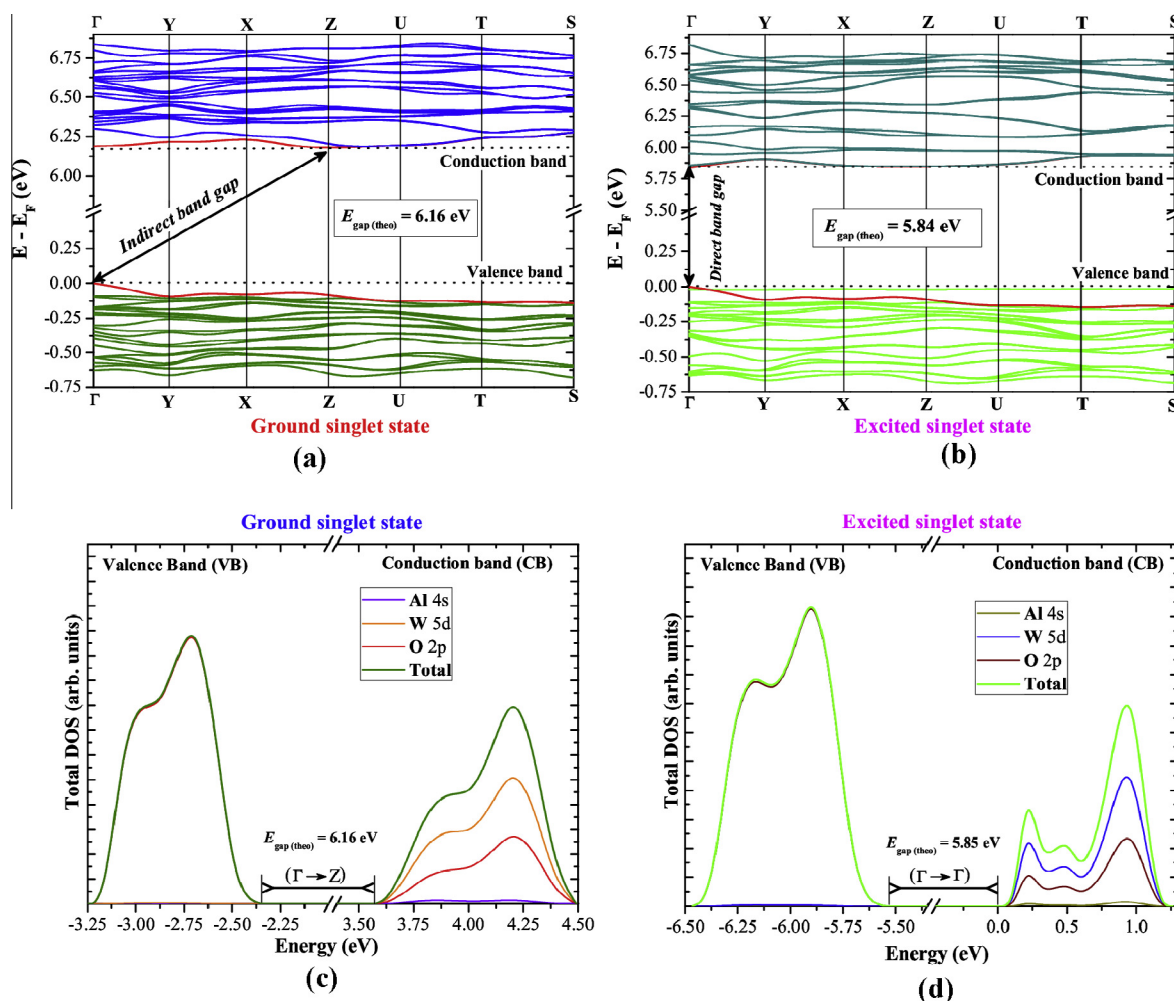 Γ Y X Z U T S
6.75
6.50
6.25
6.00
0.25
0.00
-0.25
-0.50
-0.75
E - E_F (eV)
Conduction band
Indirect band gap
E_gap (theo) = 6.16 eV
Valence band
Γ Y X Z U T S
Ground singlet state
(a)
Γ Y X Z U T S
6.75
6.50
6.25
6.00
5.75
5.50
0.25
0.00
-0.25
-0.50
-0.75
E - E_F (eV)
Conduction band
Direct band gap
E_gap (theo) = 5.84 eV
Valence band
Γ Y X Z U T S
Excited singlet state
(b)
Ground singlet state
Valence Band (VB)
Conduction band (CB)
Al 4s
W 5d
O 2p
Total
Total DOS (arb. units)
E_gap (theo) = 6.16 eV
(Γ → Z)
-3.25 -3.00 -2.75 -2.50 -2.25 3.50 3.75 4.00 4.25 4.50
Energy (eV)
(c)
Excited singlet state
Valence Band (VB)
Conduction band (CB)
Al 4s
W 5d
O 2p
Total
Total DOS (arb. units)
E_gap (theo) = 5.85 eV
(Γ → Γ)
-6.50 -6.25 -6.00 -5.75 -5.50 0.0 0.5 1.0
Energy (eV)
(d)